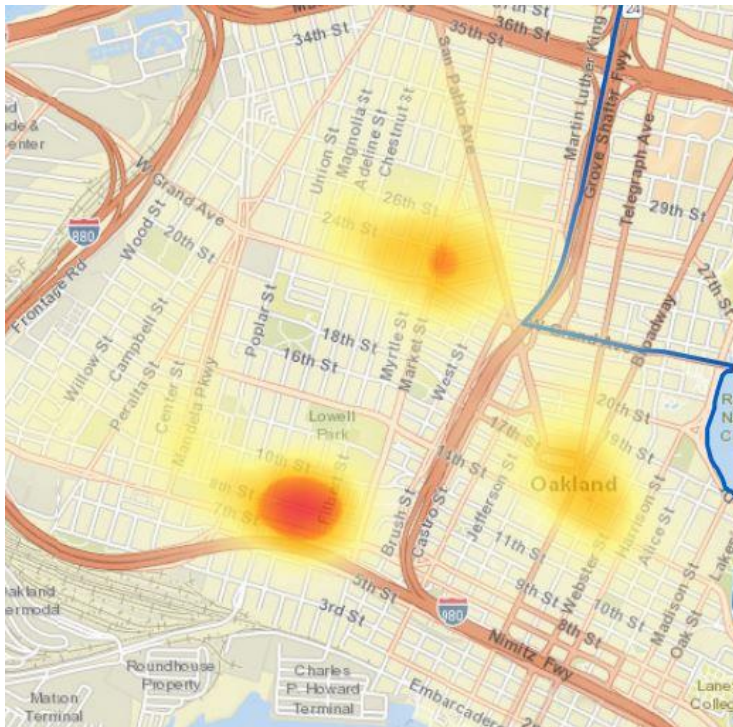 34th St
35th St
36th St
24
Martin Luther King
San Pablo Ave
Grove Shafter Fwy
Telegraph Ave
Union St
Magnolia St
Adeline St
Chestnut St
26th St
24th St
29th St
27th St
W Grand Ave
880
Wood St
20th St
Frontage Rd
Broadway
Poplar St
18th St
16th St
Myrtle St
Market St
West St
Willow St
Campbell St
Peralta St
Center St
Mandela Pkwy
Lowell
Park
20th St
19th St
17th St
14th St
10th St
8th St
7th St
Filbert St
Brush St
Castro St
Jefferson St
Oakland
Harrison St
Alice St
11th St
Webster St
9th St
10th St
8th St
Madison St
Oak St
5th St
3rd St
980
Nimitz Fwy
Embarcadero
Roundhouse
Property
Charles
P. Howard
Terminal
Matson
Terminal